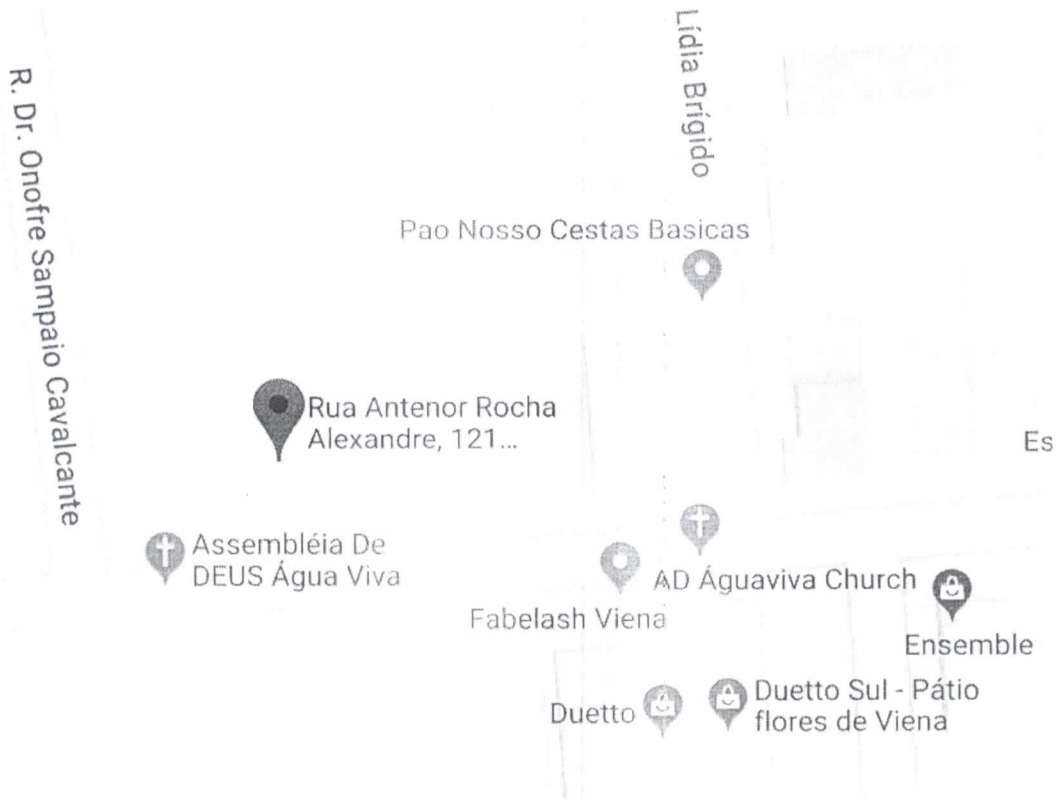 Lídia Brígido
R. Dr. Onofre Sampaio Cavalcante
Pao Nosso Cestas Basicas
Rua Antenor Rocha
Alexandre, 121...
Es
Assembléia De
DEUS Água Viva
AD Águaviva Church
Fabelash Viena
Ensemble
Duetto
Duetto Sul - Pátio
flores de Viena